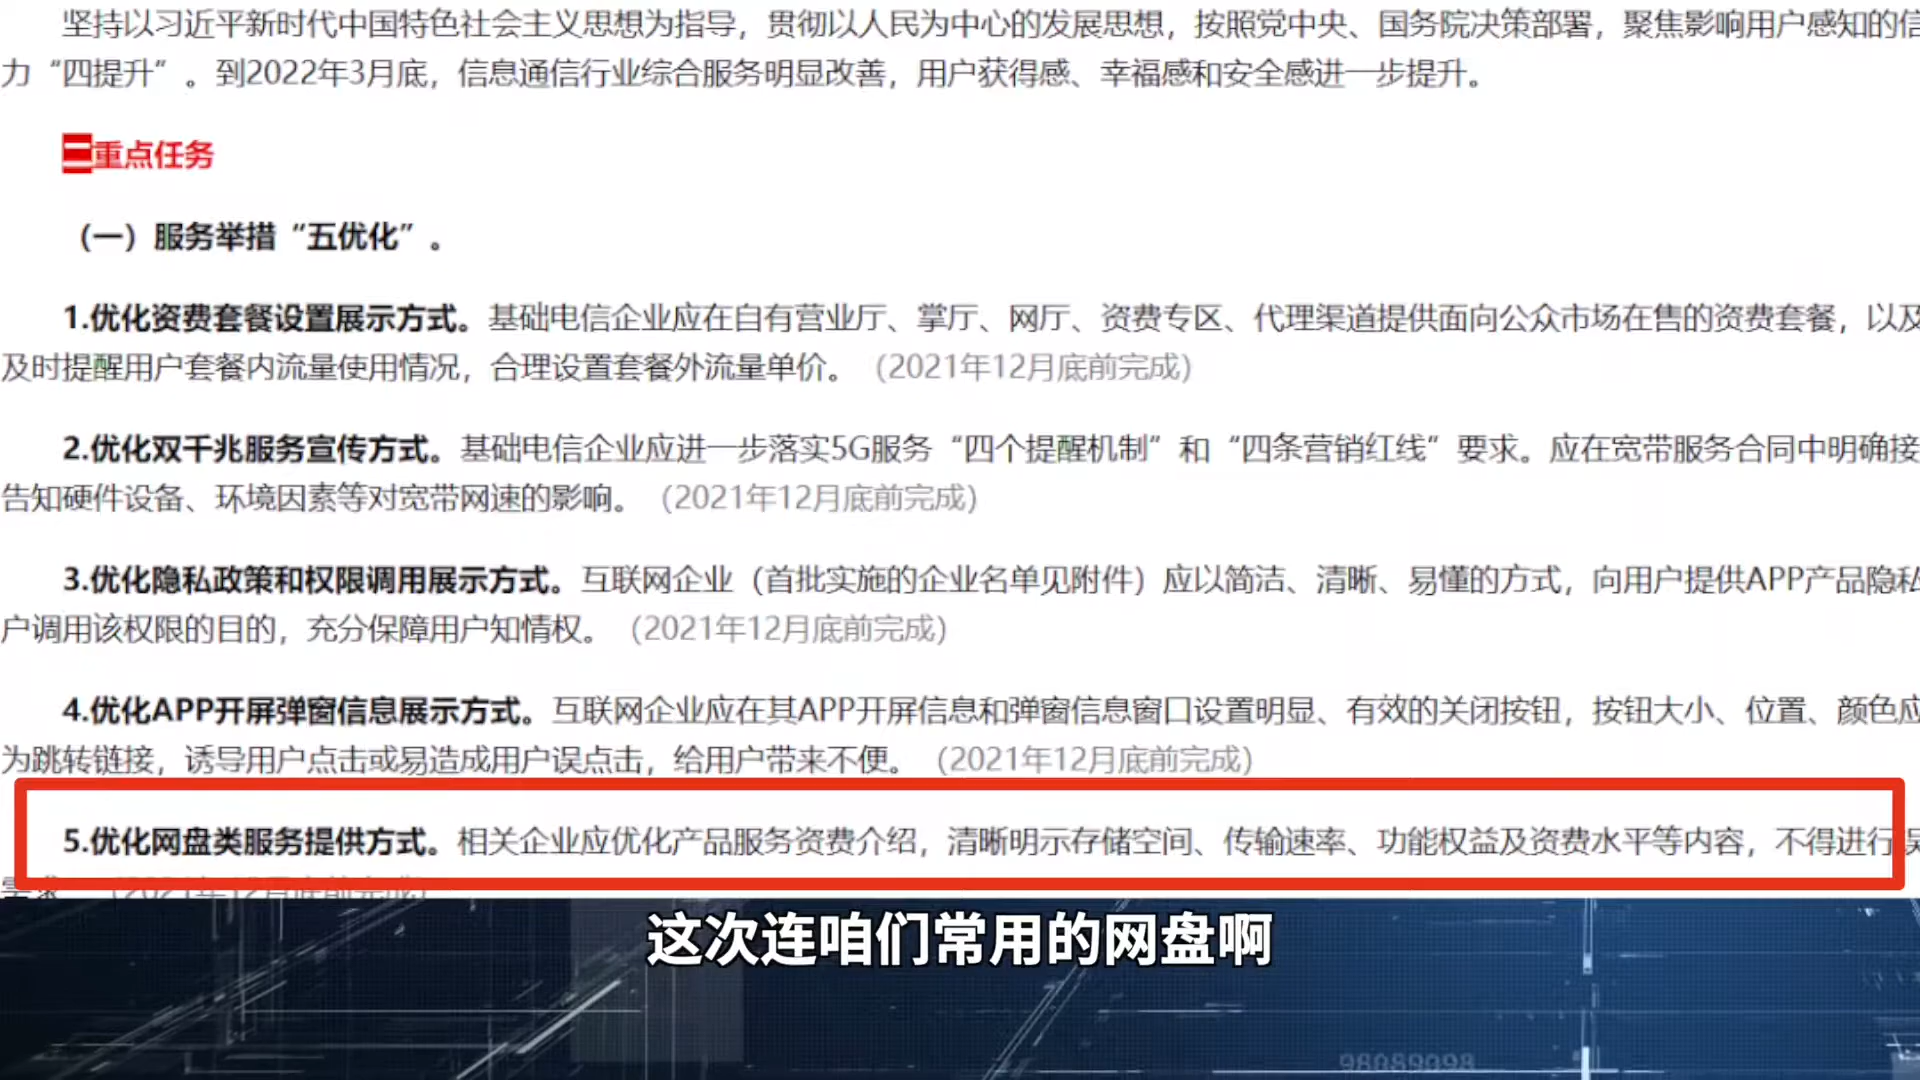 坚持以习近平新时代中国特色社会主义思想为指导，贯彻以人民为中心的发展思想，按照党中央、国务院决策部署，聚焦影响用户感知的信
力“四提升”。到2022年3月底，信息通信行业综合服务明显改善，用户获得感、幸福感和安全感进一步提升。
二重点任务
（一）服务举措“五优化”。
1.优化资费套餐设置展示方式。基础电信企业应在自有营业厅、掌厅、网厅、资费专区、代理渠道提供面向公众市场在售的资费套餐，以及
及时提醒用户套餐内流量使用情况，合理设置套餐外流量单价。（2021年12月底前完成）
2.优化双千兆服务宣传方式。基础电信企业应进一步落实5G服务“四个提醒机制”和“四条营销红线”要求。应在宽带服务合同中明确接
告知硬件设备、环境因素等对宽带网速的影响。（2021年12月底前完成）
3.优化隐私政策和权限调用展示方式。互联网企业（首批实施的企业名单见附件）应以简洁、清晰、易懂的方式，向用户提供APP产品隐私
户调用该权限的目的，充分保障用户知情权。（2021年12月底前完成）
4.优化APP开屏弹窗信息展示方式。互联网企业应在其APP开屏信息和弹窗信息窗口设置明显、有效的关闭按钮，按钮大小、位置、颜色应
为跳转链接，诱导用户点击或易造成用户误点击，给用户带来不便。（2021年12月底前完成）
5.优化网盘类服务提供方式。相关企业应优化产品服务资费介绍，清晰明示存储空间、传输速率、功能权益及资费水平等内容，不得进行
（2021年12月底前完成）
这次连咱们常用的网盘啊
98089098